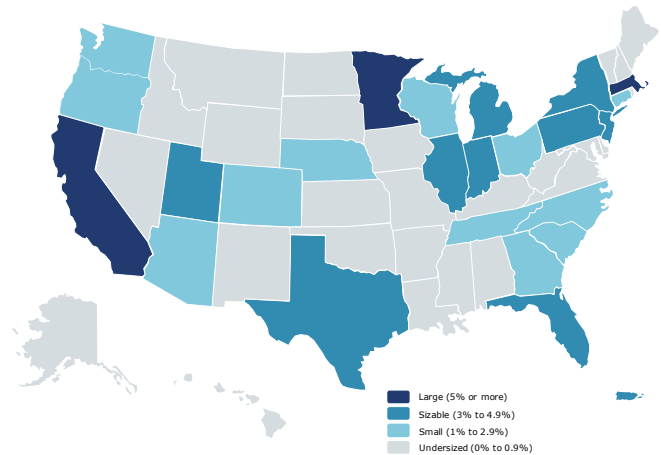 Large (5% or more)
Sizable (3% to 4.9%)
Small (1% to 2.9%)
Undersized (0% to 0.9%)